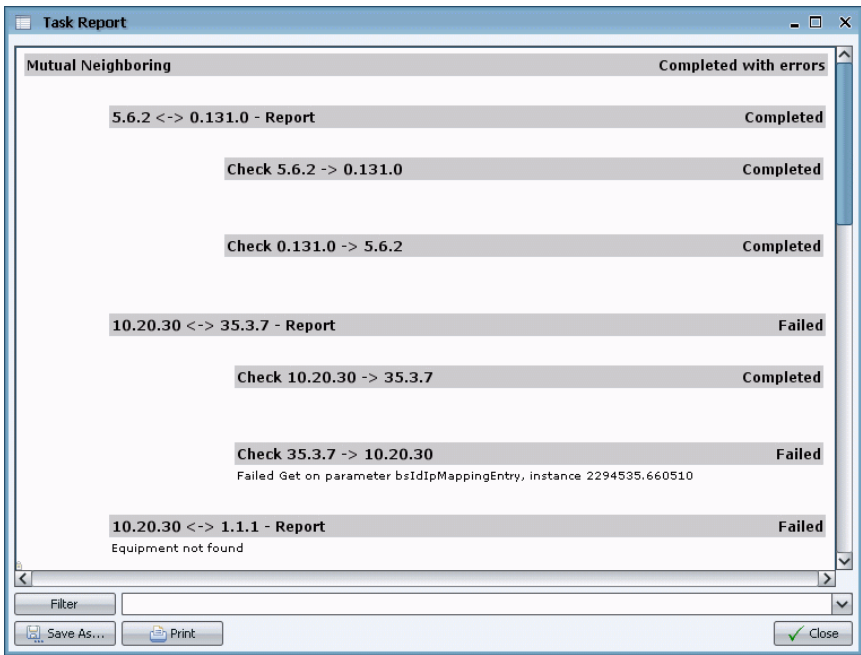 Task Report
Mutual Neighboring Completed with errors
5.6.2 <-> 0.131.0 - Report Completed
Check 5.6.2 -> 0.131.0 Completed
Check 0.131.0 -> 5.6.2 Completed
10.20.30 <-> 35.3.7 - Report Failed
Check 10.20.30 -> 35.3.7 Completed
Check 35.3.7 -> 10.20.30 Failed
Failed Get on parameter bsIdIpMappingEntry, instance 2294535.660510
10.20.30 <-> 1.1.1 - Report Failed
Equipment not found
Filter
Save As... Print Close